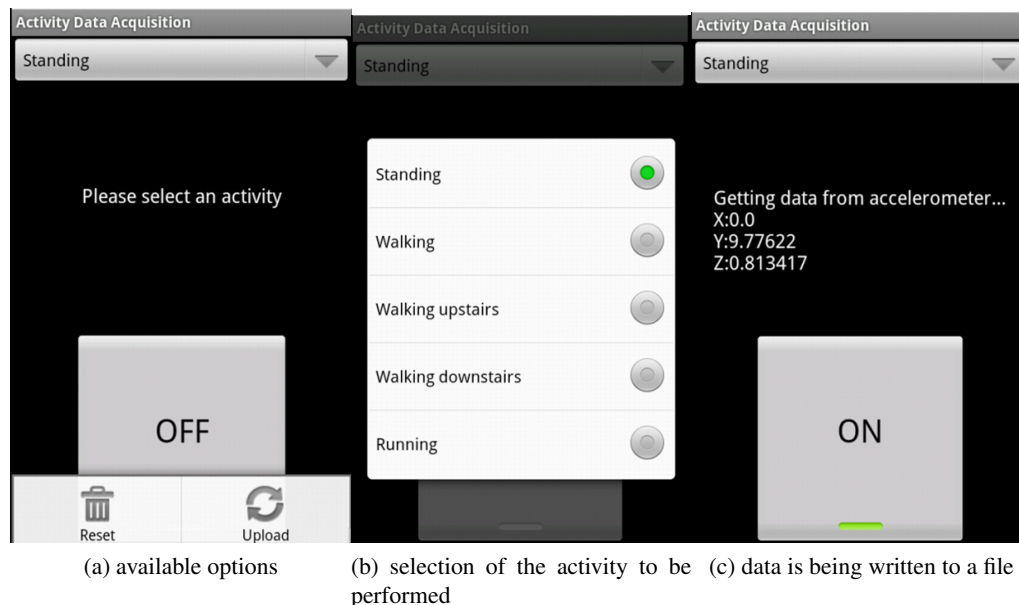 Activity Data Acquisition
Standing
Please select an activity
OFF
Reset
Upload
(a) available options
Activity Data Acquisition
Standing
Standing
Walking
Walking upstairs
Walking downstairs
Running
(b) selection of the activity to be
performed
Activity Data Acquisition
Standing
Getting data from accelerometer...
X:0.0
Y:9.77622
Z:0.813417
ON
(c) data is being written to a file